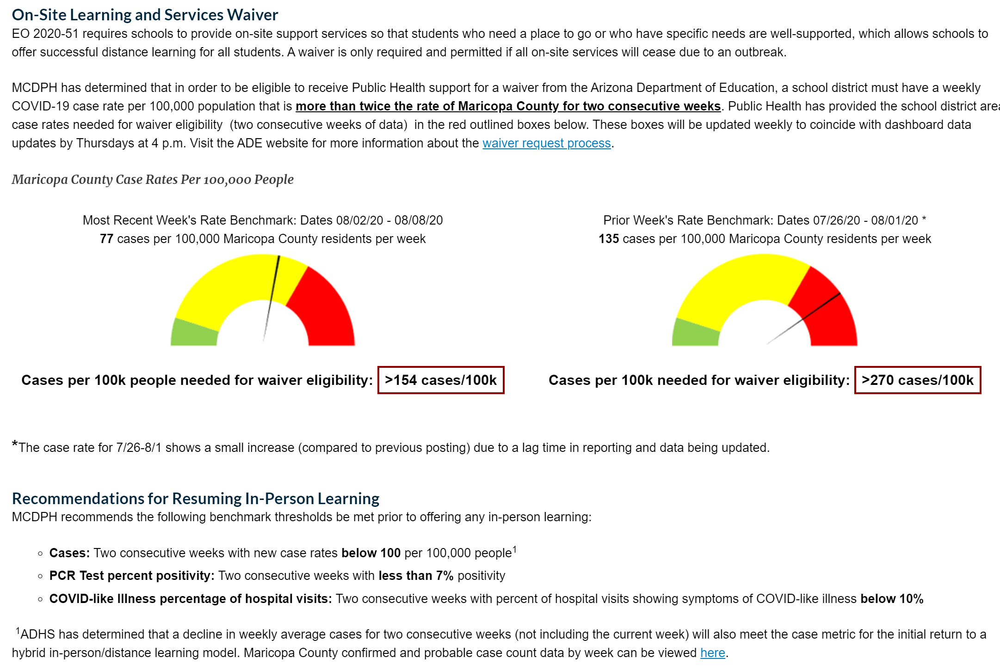 On-Site Learning and Services Waiver
EO 2020-51 requires schools to provide on-site support services so that students who need a place to go or who have specific needs are well-supported, which allows schools to
offer successful distance learning for all students. A waiver is only required and permitted if all on-site services will cease due to an outbreak.
MCDPH has determined that in order to be eligible to receive Public Health support for a waiver from the Arizona Department of Education, a school district must have a weekly
COVID-19 case rate per 100,000 population that is more than twice the rate of Maricopa County for two consecutive weeks. Public Health has provided the school district area
case rates needed for waiver eligibility (two consecutive weeks of data) in the red outlined boxes below. These boxes will be updated weekly to coincide with dashboard data
updates by Thursdays at 4 p.m. Visit the ADE website for more information about the waiver request process.
Maricopa County Case Rates Per 100,000 People
Most Recent Week's Rate Benchmark: Dates 08/02/20 - 08/08/20
77 cases per 100,000 Maricopa County residents per week
Prior Week's Rate Benchmark: Dates 07/26/20 - 08/01/20 *
135 cases per 100,000 Maricopa County residents per week
Cases per 100k people needed for waiver eligibility: >154 cases/100k
Cases per 100k needed for waiver eligibility: >270 cases/100k
*The case rate for 7/26-8/1 shows a small increase (compared to previous posting) due to a lag time in reporting and data being updated.
Recommendations for Resuming In-Person Learning
MCDPH recommends the following benchmark thresholds be met prior to offering any in-person learning:
◦ Cases: Two consecutive weeks with new case rates below 100 per 100,000 people¹
◦ PCR Test percent positivity: Two consecutive weeks with less than 7% positivity
◦ COVID-like Illness percentage of hospital visits: Two consecutive weeks with percent of hospital visits showing symptoms of COVID-like illness below 10%
¹ADHS has determined that a decline in weekly average cases for two consecutive weeks (not including the current week) will also meet the case metric for the initial return to a
hybrid in-person/distance learning model. Maricopa County confirmed and probable case count data by week can be viewed here.